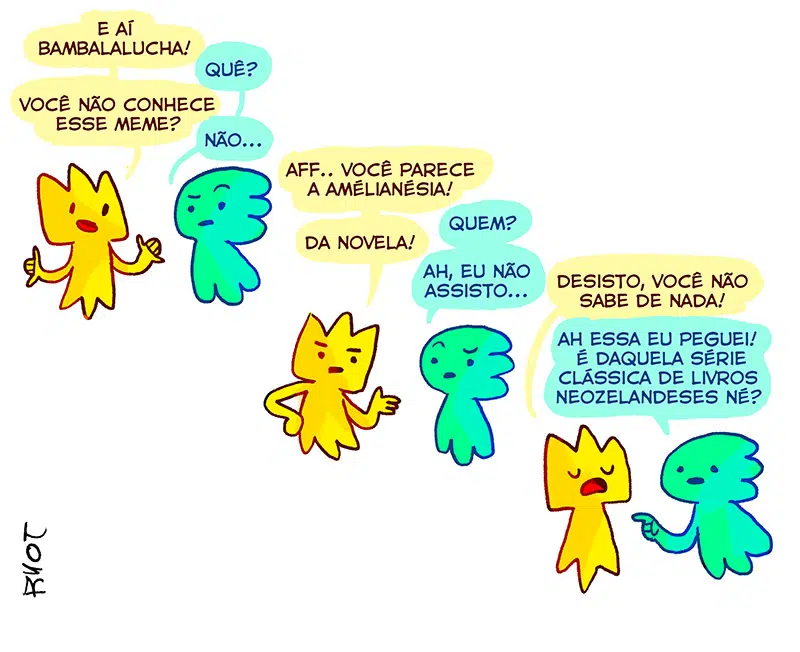 E AÍ
BAMBALALUCHA!
QUÊ?
VOCÊ NÃO CONHECE
ESSE MEME?
NÃO...
AFF.. VOCÊ PARECE
A AMÉLIANÉSIA!
QUEM?
DA NOVELA!
AH, EU NÃO
ASSISTO...
DESISTO, VOCÊ NÃO
SABE DE NADA!
AH ESSA EU PEGUEI!
É DAQUELA SÉRIE
CLÁSSICA DE LIVROS
NEOZELANDESES NÉ?